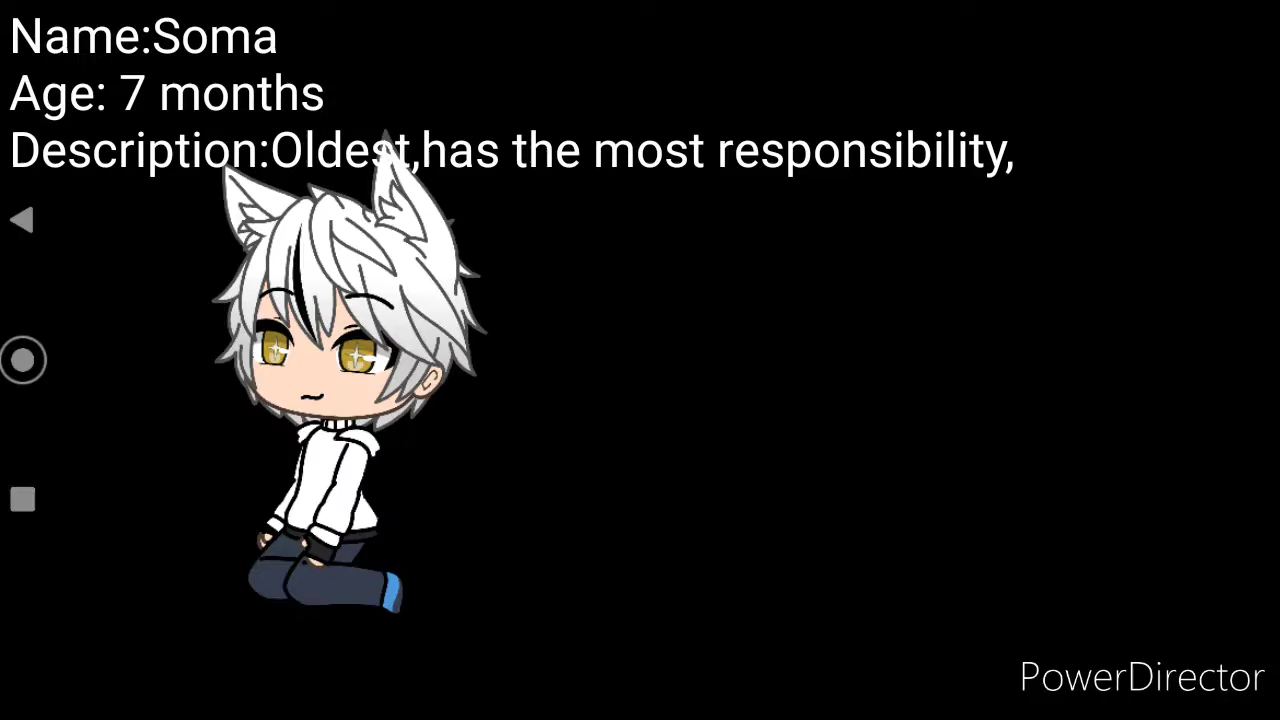 Name:Soma
Age: 7 months
Description:Oldest,has the most responsibility,
PowerDirector